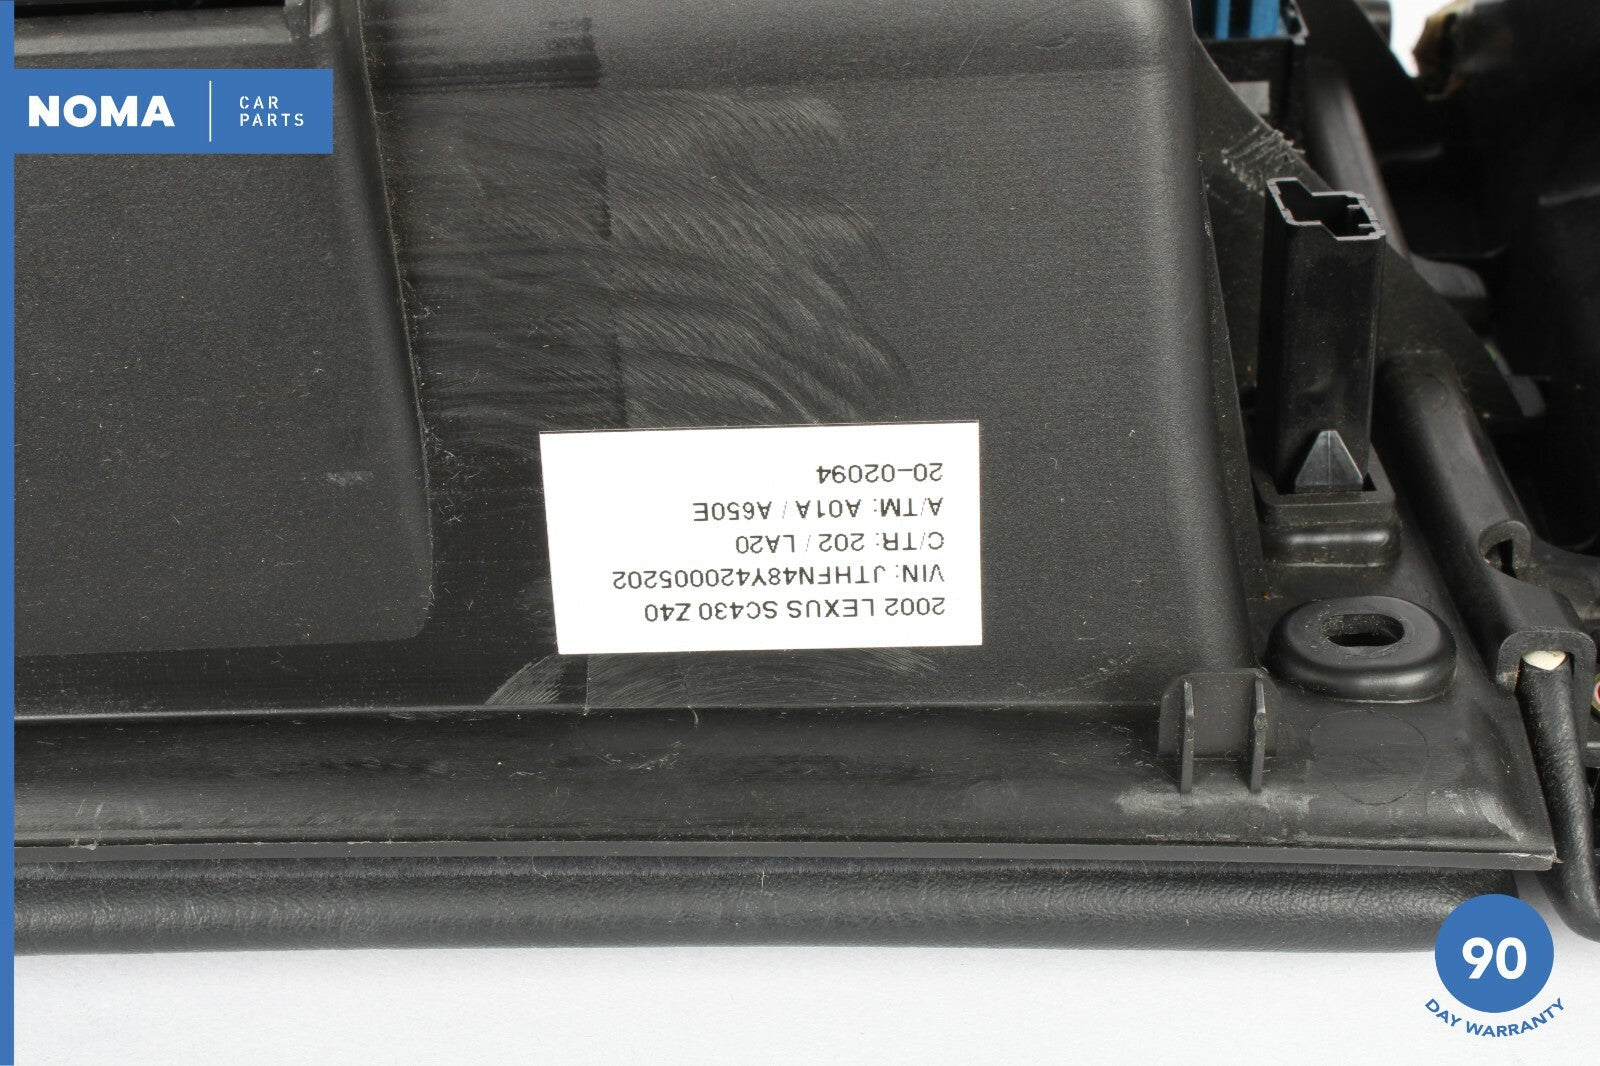 NOMA
CAR
PARTS
2002 LEXUS SC430 Z40
VIN: JTHFN48Y420005202
C/TR: 202 / LA20
A/TM: A01A / A650E
20-02094
90
DAY WARRANTY